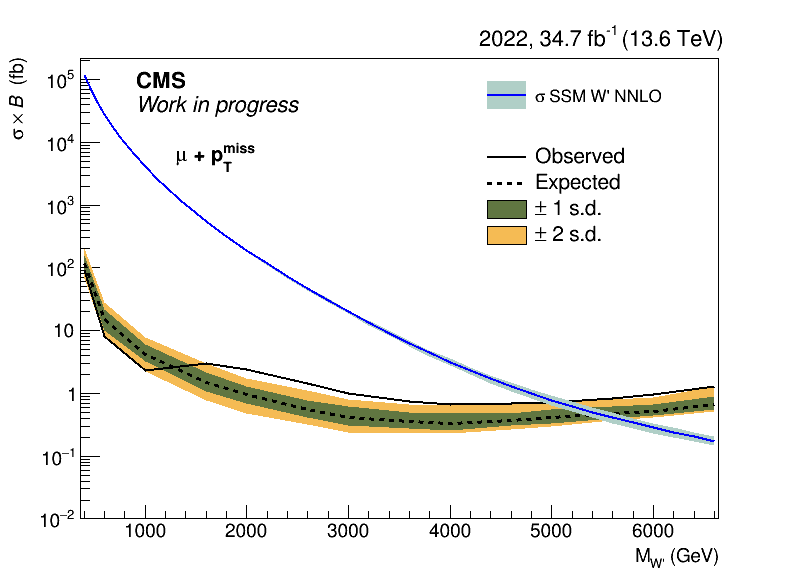 2022, 34.7 fb⁻¹ (13.6 TeV)
σ × B (fb)
CMS
Work in progress
μ + p_T^miss
σ SSM W' NNLO
Observed
Expected
± 1 s.d.
± 2 s.d.
10⁵
10⁴
10³
10²
10
1
10⁻¹
10⁻²
1000 2000 3000 4000 5000 6000
M_W' (GeV)